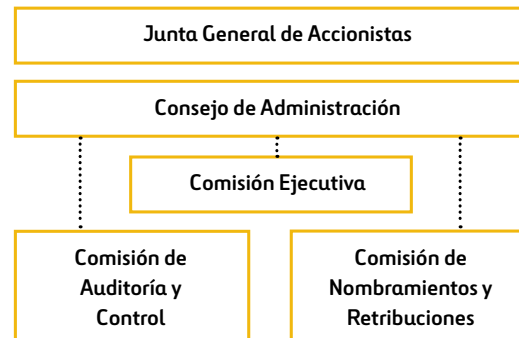 Junta General de Accionistas
Consejo de Administración
Comisión Ejecutiva
Comisión de
Auditoría y
Control
Comisión de
Nombramientos y
Retribuciones